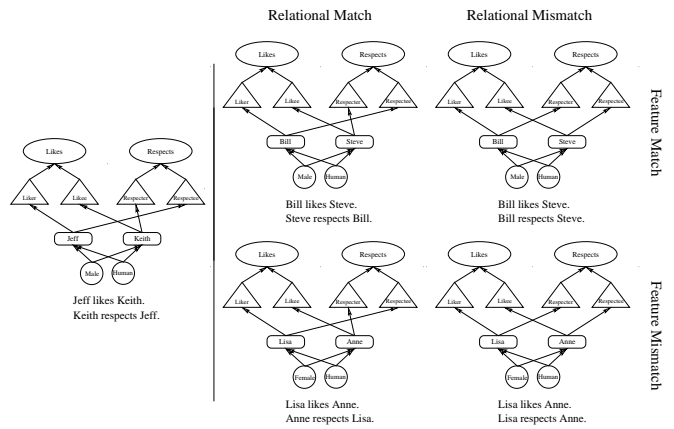 Relational Match
Relational Mismatch
Likes
Respects
Liker
Likee
Respecter
Respectee
Jeff
Keith
Male
Human
Jeff likes Keith.
Keith respects Jeff.
Likes
Respects
Liker
Likee
Respecter
Respectee
Bill
Steve
Male
Human
Bill likes Steve.
Steve respects Bill.
Likes
Respects
Liker
Likee
Respecter
Respectee
Bill
Steve
Male
Human
Bill likes Steve.
Bill respects Steve.
Feature Match
Likes
Respects
Liker
Likee
Respecter
Respectee
Lisa
Anne
Female
Human
Lisa likes Anne.
Anne respects Lisa.
Likes
Respects
Liker
Likee
Respecter
Respectee
Lisa
Anne
Female
Human
Lisa likes Anne.
Lisa respects Anne.
Feature Mismatch